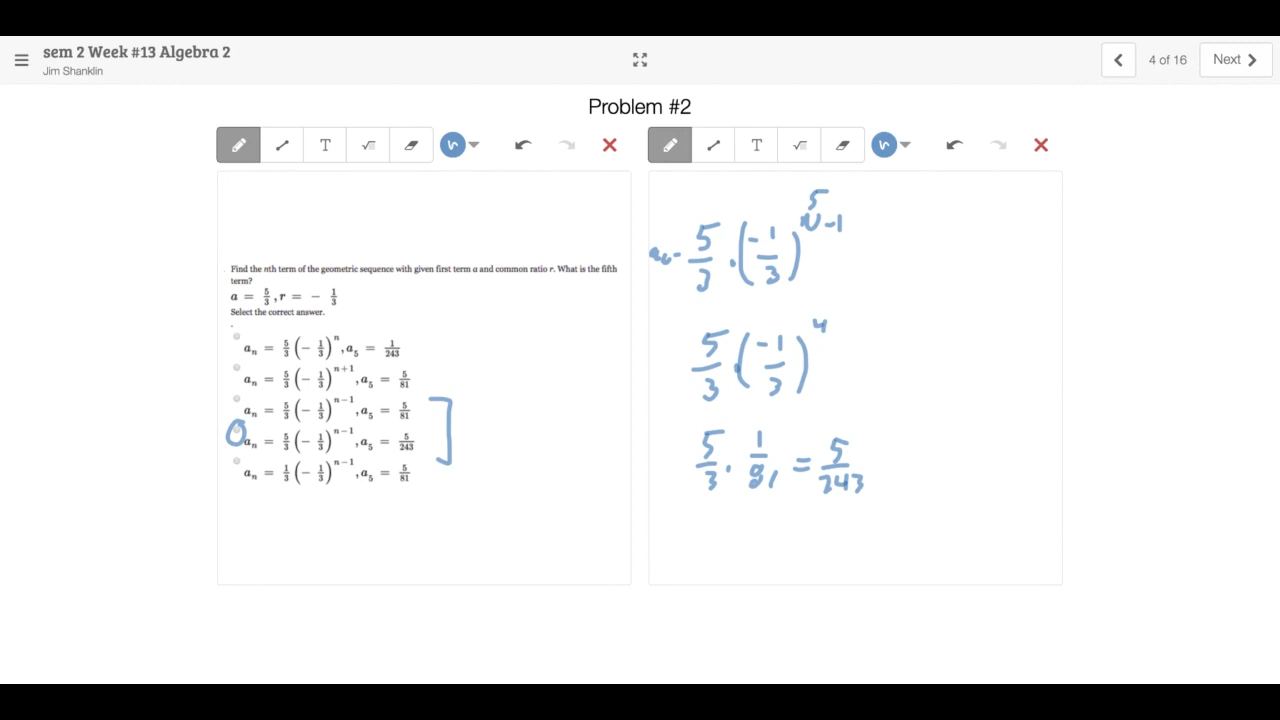 sem 2 Week #13 Algebra 2
Jim Shanklin
4 of 16
Next
Problem #2
T
√
T
√
Find the nth term of the geometric sequence with given first term a and common ratio r. What is the fifth
term?
a = 5/3 , r = − 1/3
Select the correct answer.
.
aₙ = 5/3 (− 1/3)ⁿ , a₅ = 1/243
aₙ = 5/3 (− 1/3)ⁿ⁺¹ , a₅ = 5/81
aₙ = 5/3 (− 1/3)ⁿ⁻¹ , a₅ = 5/81
aₙ = 5/3 (− 1/3)ⁿ⁻¹ , a₅ = 5/243
aₙ = 1/3 (− 1/3)ⁿ⁻¹ , a₅ = 5/81
5
5/3 · (-1/3)ⁿ⁻¹
5/3 · (-1/3)⁴
5/3 · 1/81 = 5/243